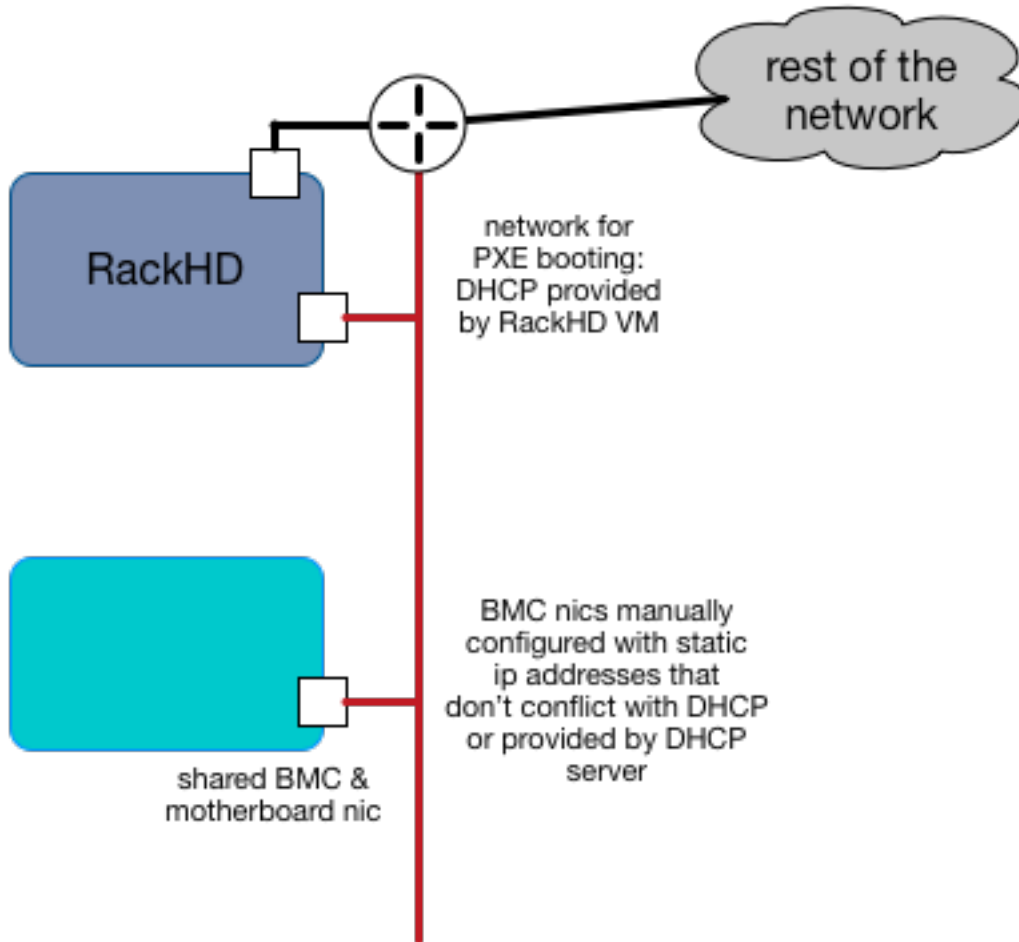 rest of the
network
RackHD
network for
PXE booting:
DHCP provided
by RackHD VM
BMC nics manually
configured with static
ip addresses that
don't conflict with DHCP
or provided by DHCP
server
shared BMC &
motherboard nic